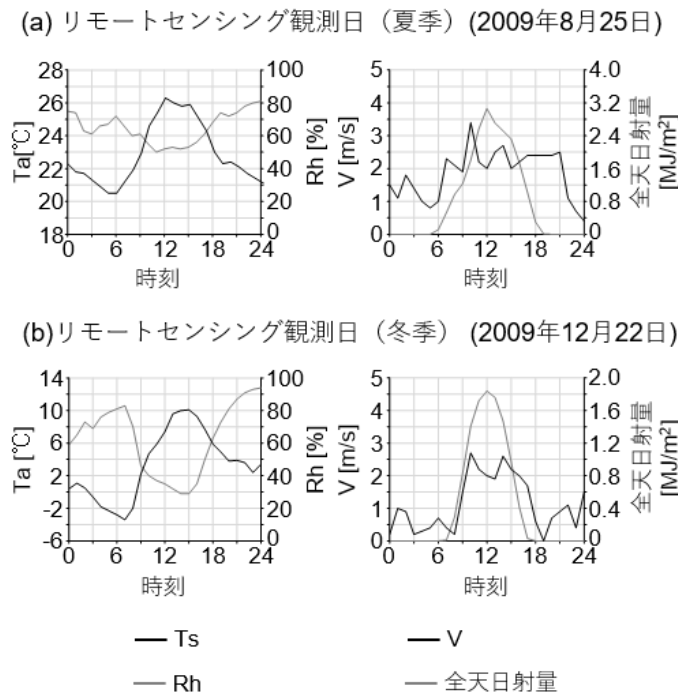 (a) リモートセンシング観測日（夏季）(2009年8月25日)
28 26 24 22 20 18
Ta[℃]
100 80 60 40 20 0
Rh [%]
0 6 12 18 24
時刻
5 4 3 2 1 0
V [m/s]
4.0 3.2 2.4 1.6 0.8 0
全天日射量
[MJ/m²]
0 6 12 18 24
時刻
(b)リモートセンシング観測日（冬季） (2009年12月22日)
14 10 6 2 -2 -6
Ta [℃]
100 80 60 40 20 0
Rh [%]
0 6 12 18 24
時刻
5 4 3 2 1 0
V [m/s]
2.0 1.6 1.2 0.8 0.4 0
全天日射量
[MJ/m²]
0 6 12 18 24
時刻
Ts
V
Rh
全天日射量